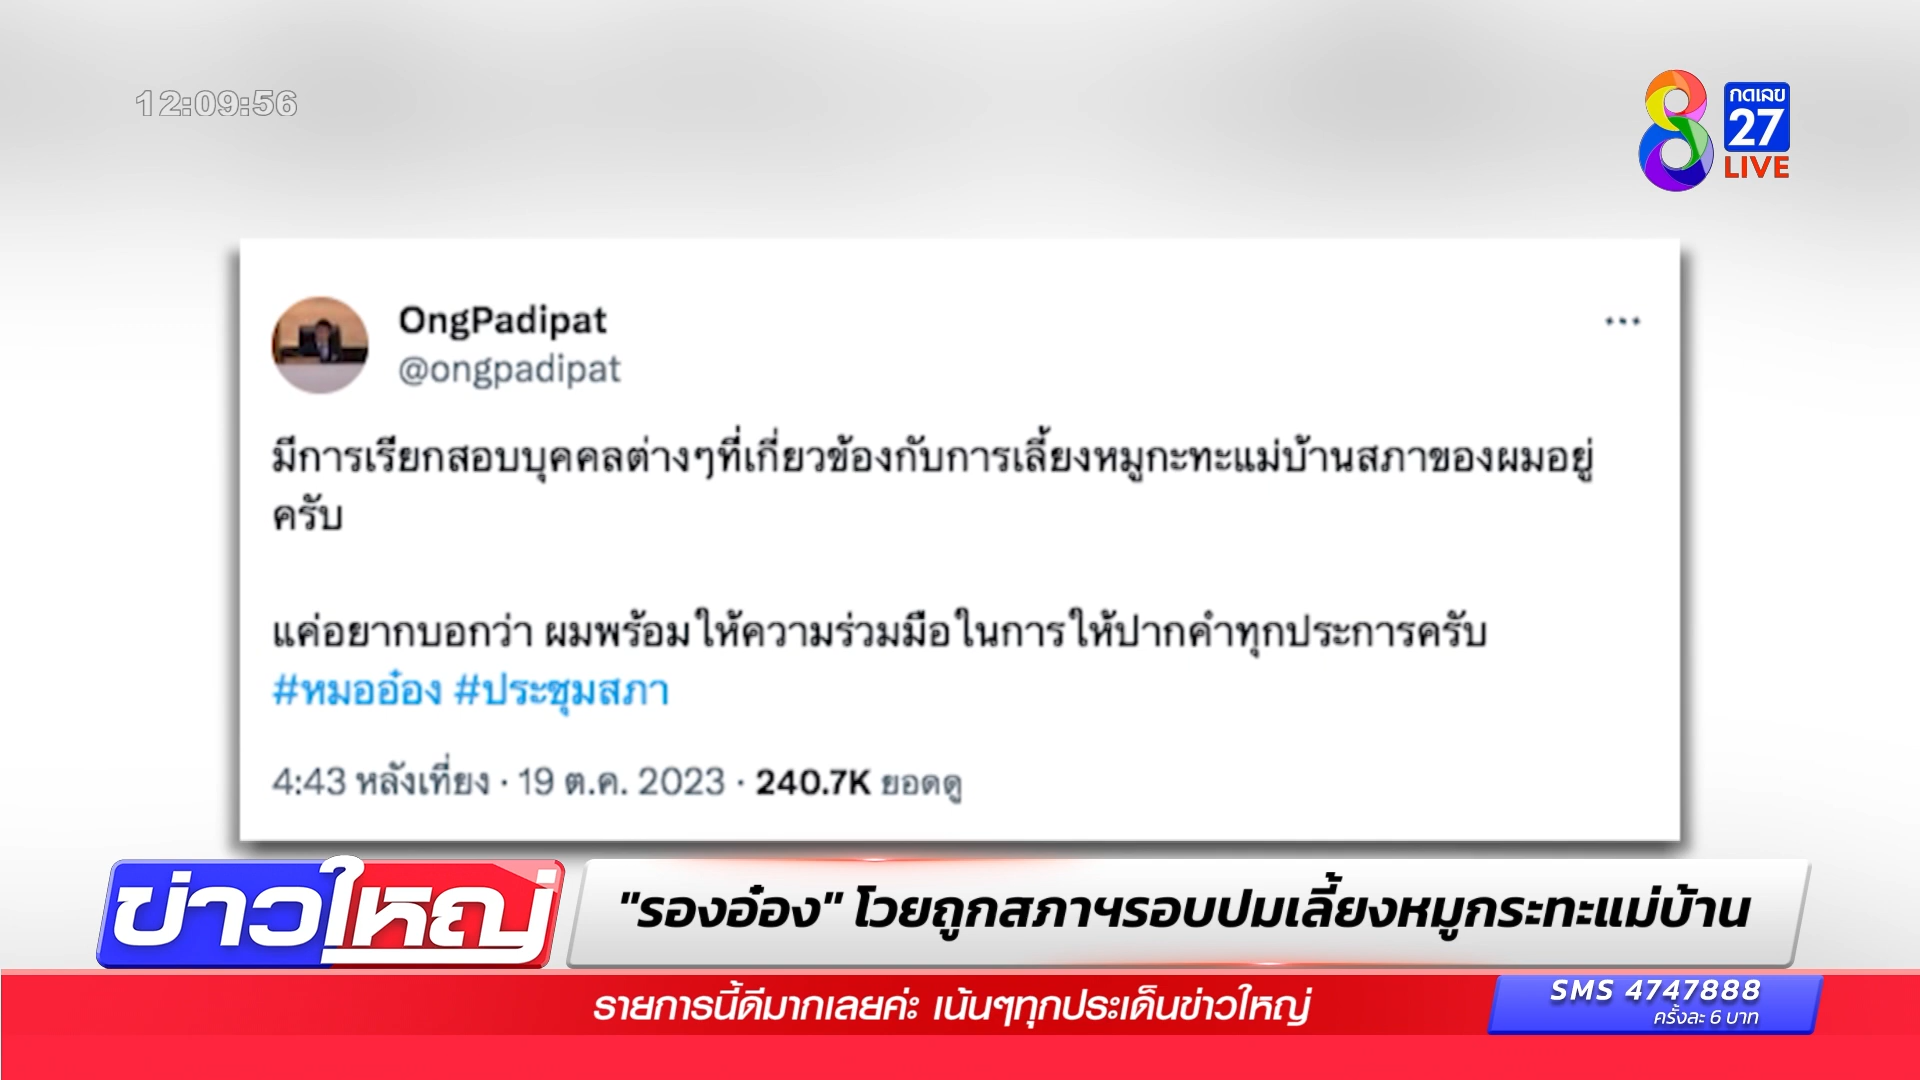 12:09:56
กดเลข
8 27
LIVE
OngPadipat
@ongpadipat
มีการเรียกสอบบุคคลต่างๆที่เกี่ยวข้องกับการเลี้ยงหมูกะทะแม่บ้านสภาของผมอยู่
ครับ
แค่อยากบอกว่า ผมพร้อมให้ความร่วมมือในการให้ปากคำทุกประการครับ
#หมออ๋อง #ประชุมสภา
4:43 หลังเที่ยง · 19 ต.ค. 2023 · 240.7K ยอดดู
ข่าวใหญ่
"รองอ๋อง" โวยถูกสภาฯรอบปมเลี้ยงหมูกระทะแม่บ้าน
รายการนี้ดีมากเลยค่ะ เน้นๆทุกประเด็นข่าวใหญ่
SMS 4747888
ครั้งละ 6 บาท